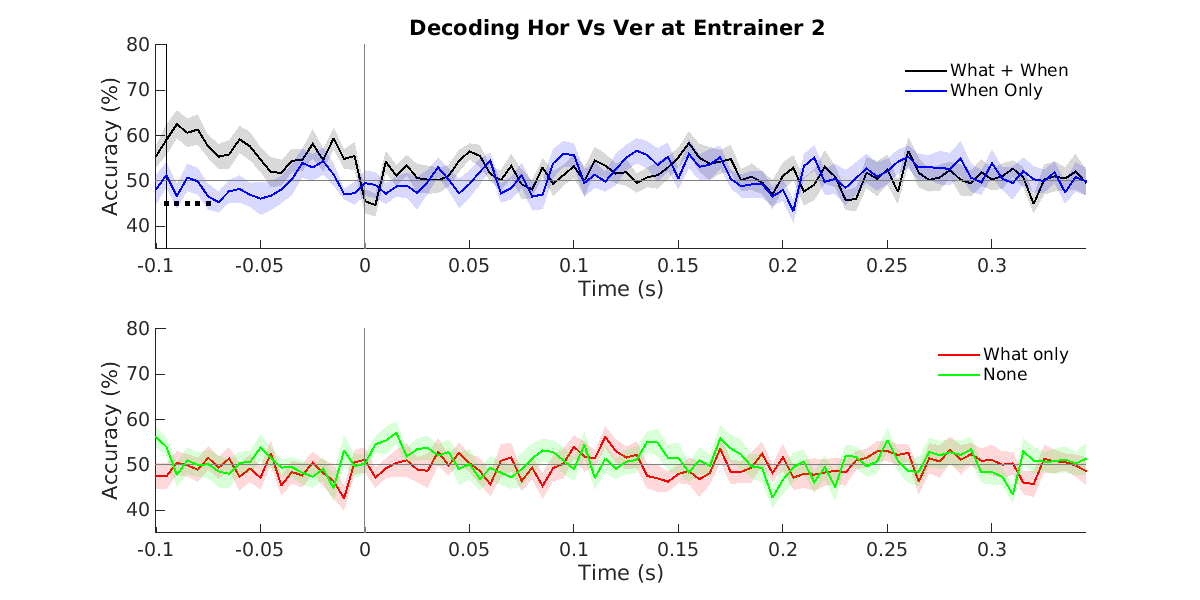 Decoding Hor Vs Ver at Entrainer 2
80
70
60
50
40
Accuracy (%)
What + When
When Only
-0.1 -0.05 0 0.05 0.1 0.15 0.2 0.25 0.3
Time (s)
80
70
60
50
40
Accuracy (%)
What only
None
-0.1 -0.05 0 0.05 0.1 0.15 0.2 0.25 0.3
Time (s)